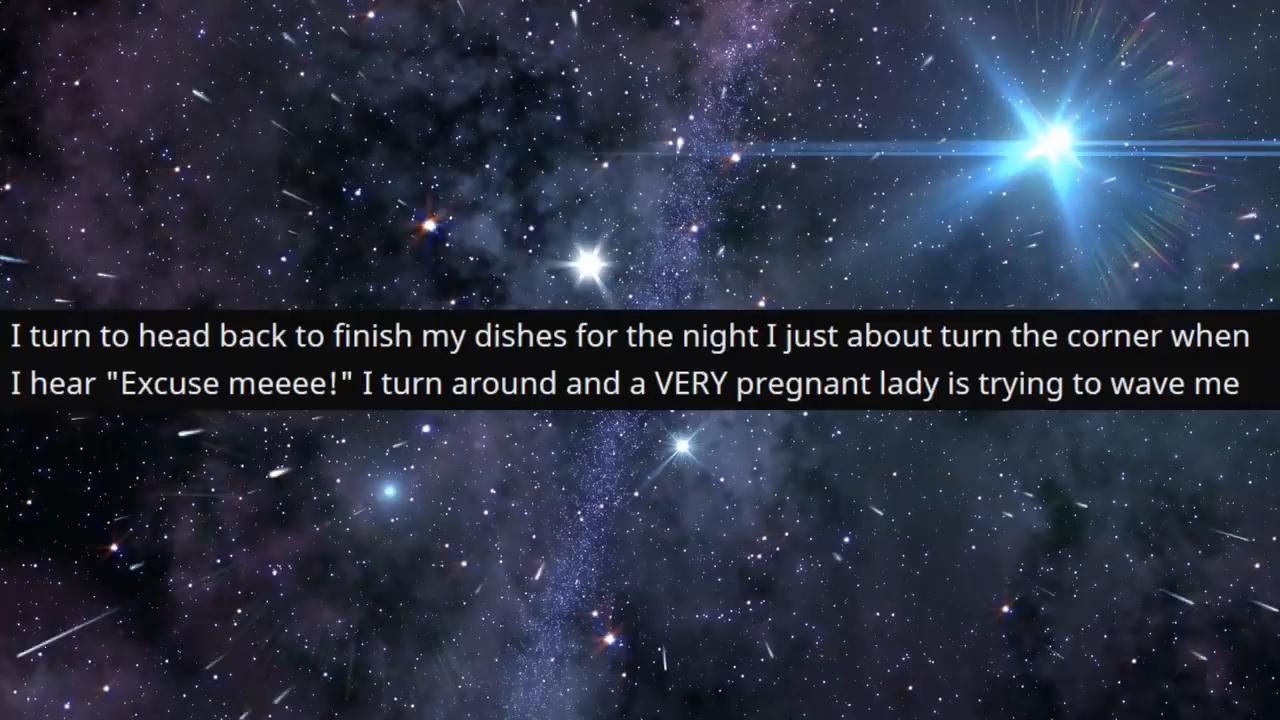 I turn to head back to finish my dishes for the night I just about turn the corner when
I hear "Excuse meeee!" I turn around and a VERY pregnant lady is trying to wave me